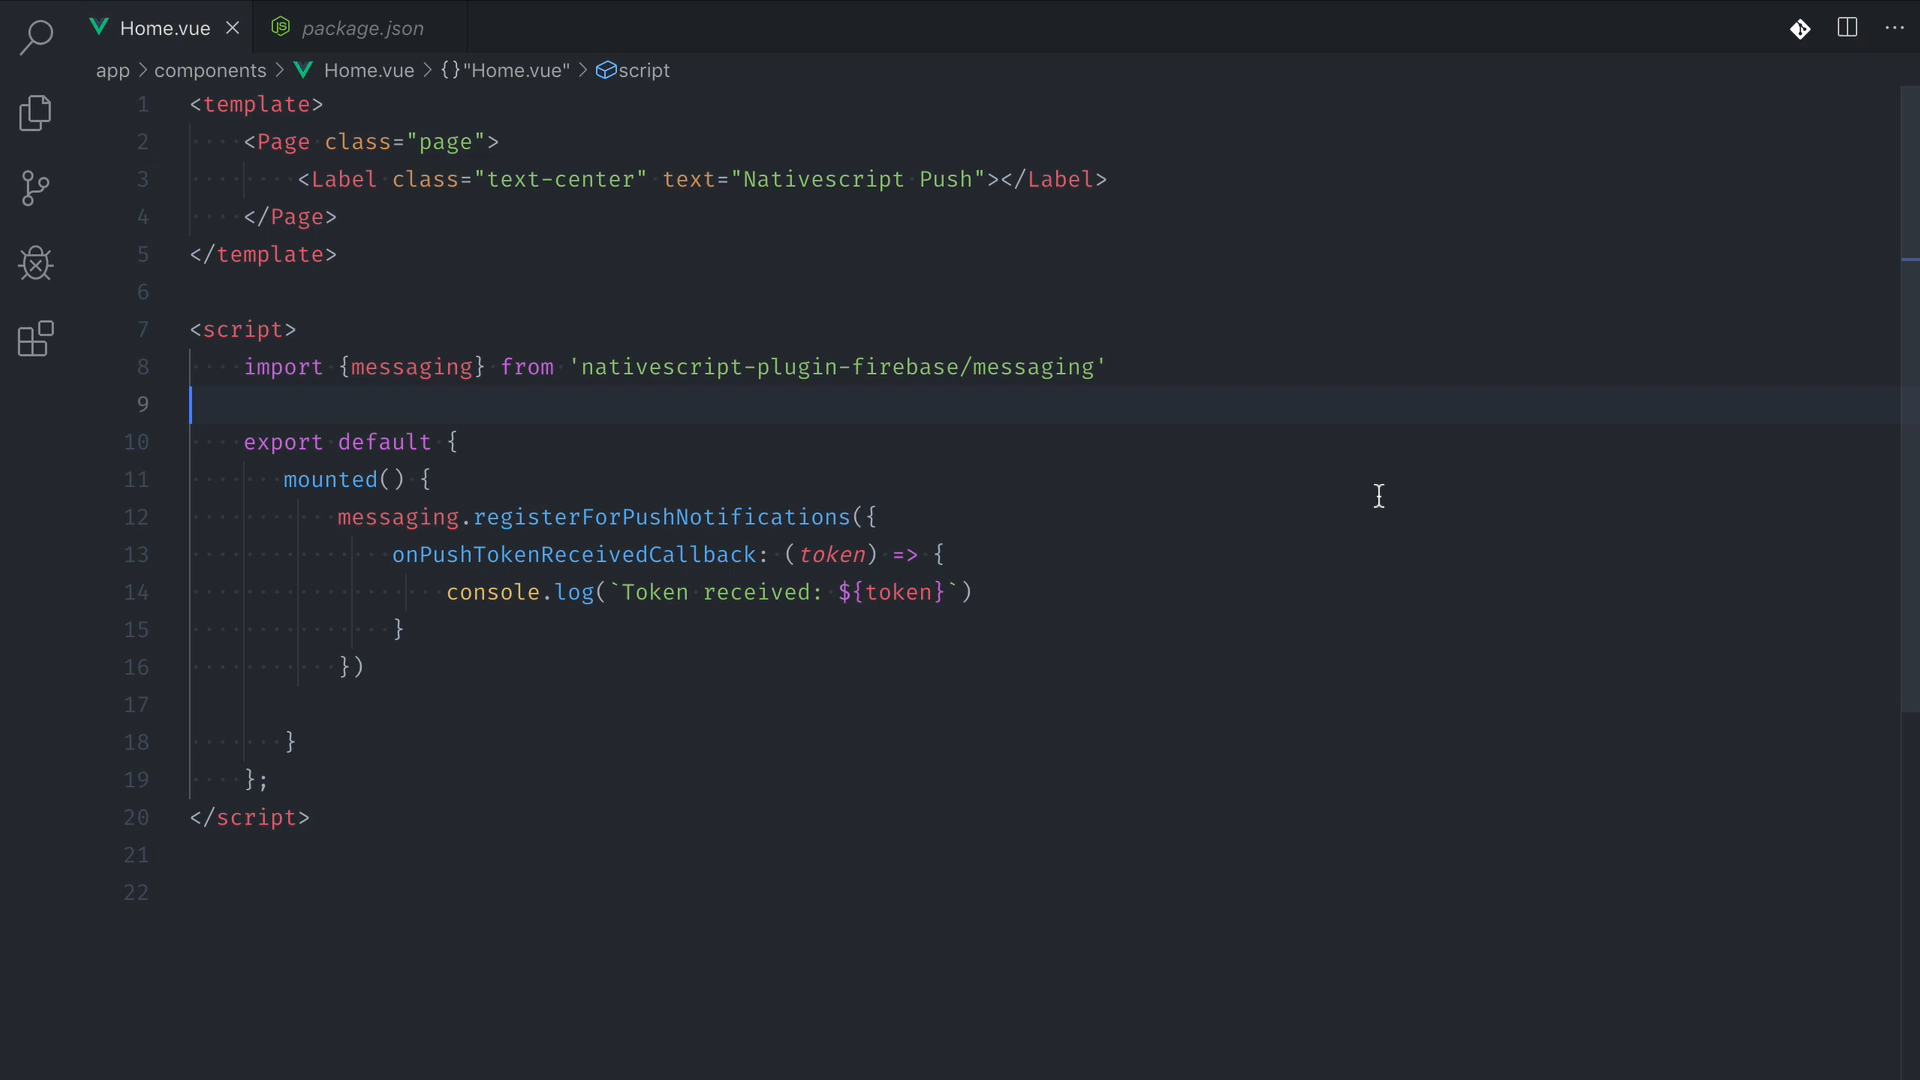 Home.vue
package.json
app > components > Home.vue > {} "Home.vue" > script
1 <template>
2 <Page class="page">
3 <Label class="text-center" text="Nativescript Push"></Label>
4 </Page>
5 </template>
6
7 <script>
8 import {messaging} from 'nativescript-plugin-firebase/messaging'
9
10 export default {
11 mounted() {
12 messaging.registerForPushNotifications({
13 onPushTokenReceivedCallback: (token) => {
14 console.log(`Token received: ${token}`)
15 }
16 })
17
18 }
19 };
20 </script>
21
22